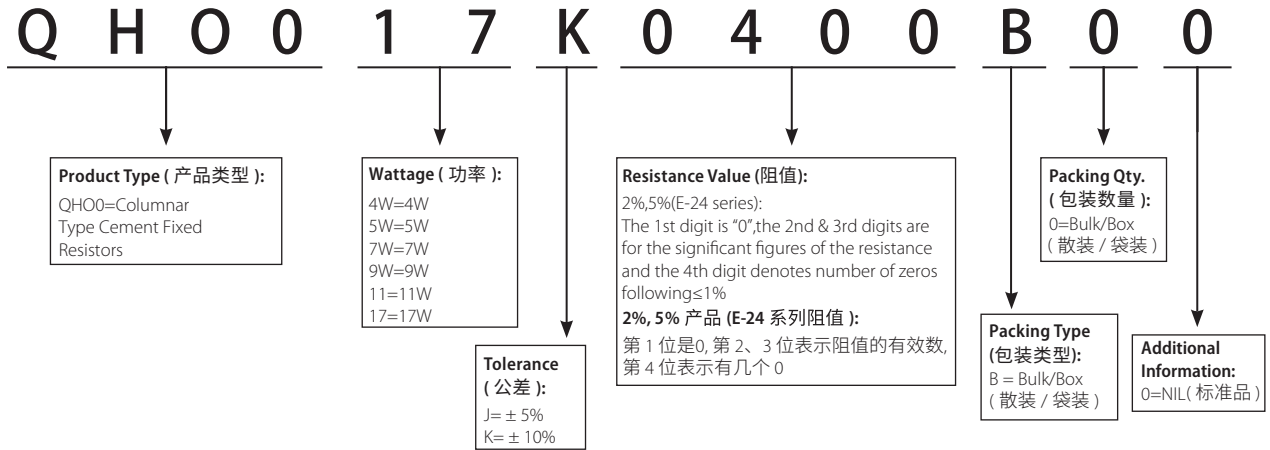 Q H O 0 1 7 K 0 4 0 0 B 0 0
Product Type ( 产品类型 ):
QHO0=Columnar
Type Cement Fixed
Resistors
Wattage ( 功率 ):
4W=4W
5W=5W
7W=7W
9W=9W
11=11W
17=17W
Tolerance
( 公差 ):
J= ± 5%
K= ± 10%
Resistance Value (阻值):
2%,5%(E-24 series):
The 1st digit is “0”,the 2nd & 3rd digits are
for the significant figures of the resistance
and the 4th digit denotes number of zeros
following≤1%
2%, 5% 产品 (E-24 系列阻值 ):
第 1 位是0, 第 2、3 位表示阻值的有效数,
第 4 位表示有几个 0
Packing Type
(包装类型):
B = Bulk/Box
( 散装 / 袋装 )
Packing Qty.
( 包装数量 ):
0=Bulk/Box
( 散装 / 袋装 )
Additional
Information:
0=NIL( 标准品 )